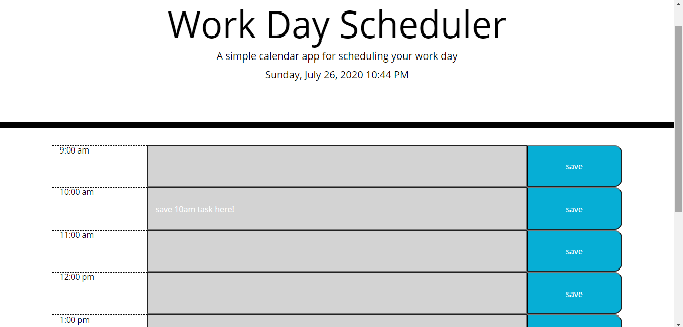 Work Day Scheduler
A simple calendar app for scheduling your work day
Sunday, July 26, 2020 10:44 PM
9:00 am
save
10:00 am
save 10am task here!
save
11:00 am
save
12:00 pm
save
1:00 pm